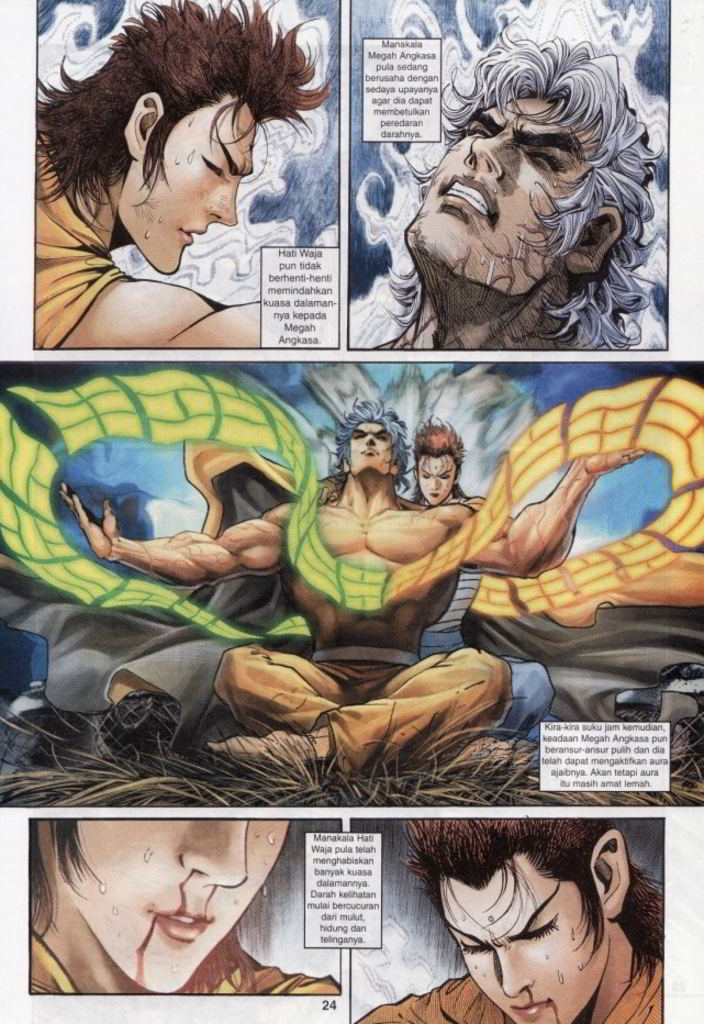 Hati Waja
pun tidak
berhenti-henti
memindahkan
kuasa dalaman-
nya kepada
Megah
Angkasa.
Manakala
Megah Angkasa
pula sedang
berusaha dengan
sedaya upayanya
agar dia dapat
membetulkan
peredaran
darahnya.
Kira-kira suku jam kemudian,
keadaan Megah Angkasa pun
beransur-ansur pulih dan dia
telah dapat mengaktifkan aura
ajaibnya. Akan tetapi aura
itu masih amat lemah.
Manakala Hati
Waja pula telah
menghabiskan
banyak kuasa
dalamannya.
Darah kelihatan
mulai bercucuran
dari mulut,
hidung dan
telinganya.
24